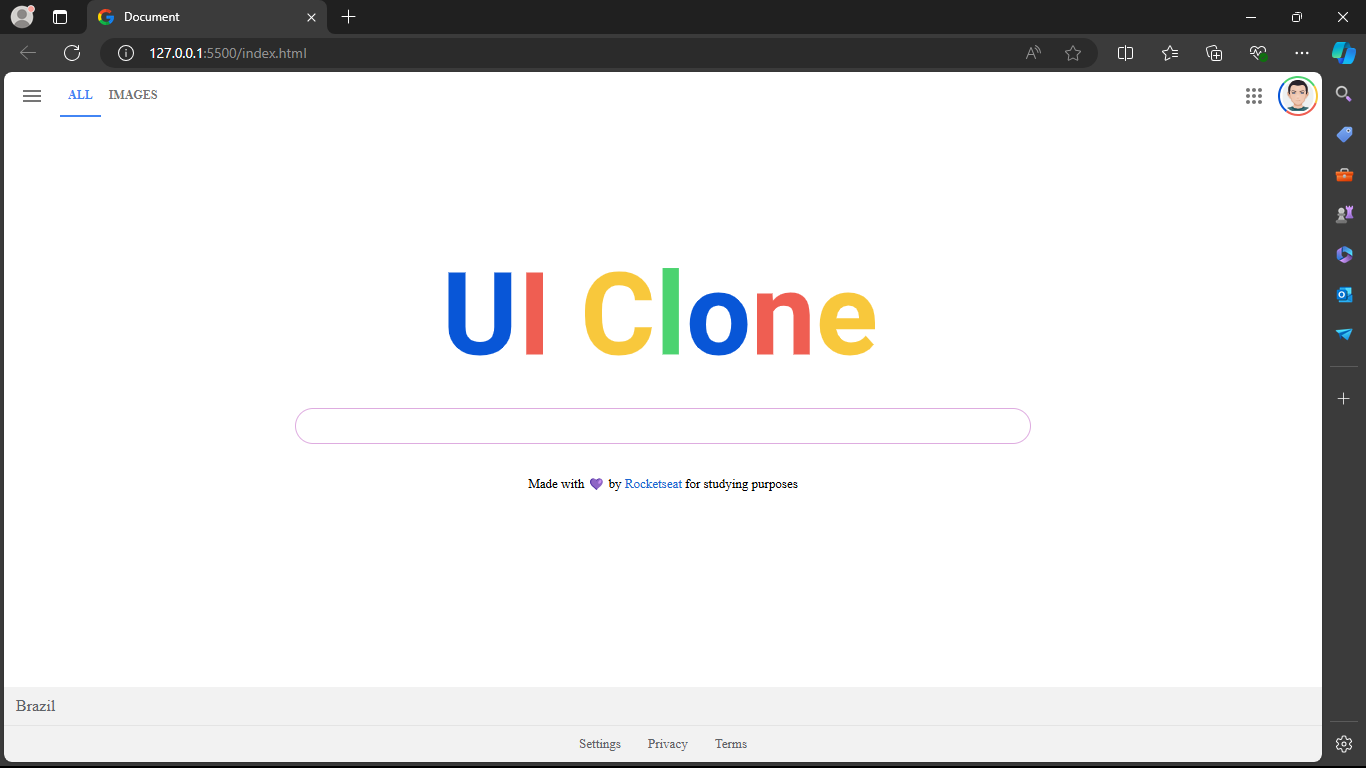 Document
127.0.0.1:5500/index.html
ALL IMAGES
UI Clone
Made with 💜 by Rocketseat for studying purposes
Brazil
Settings Privacy Terms